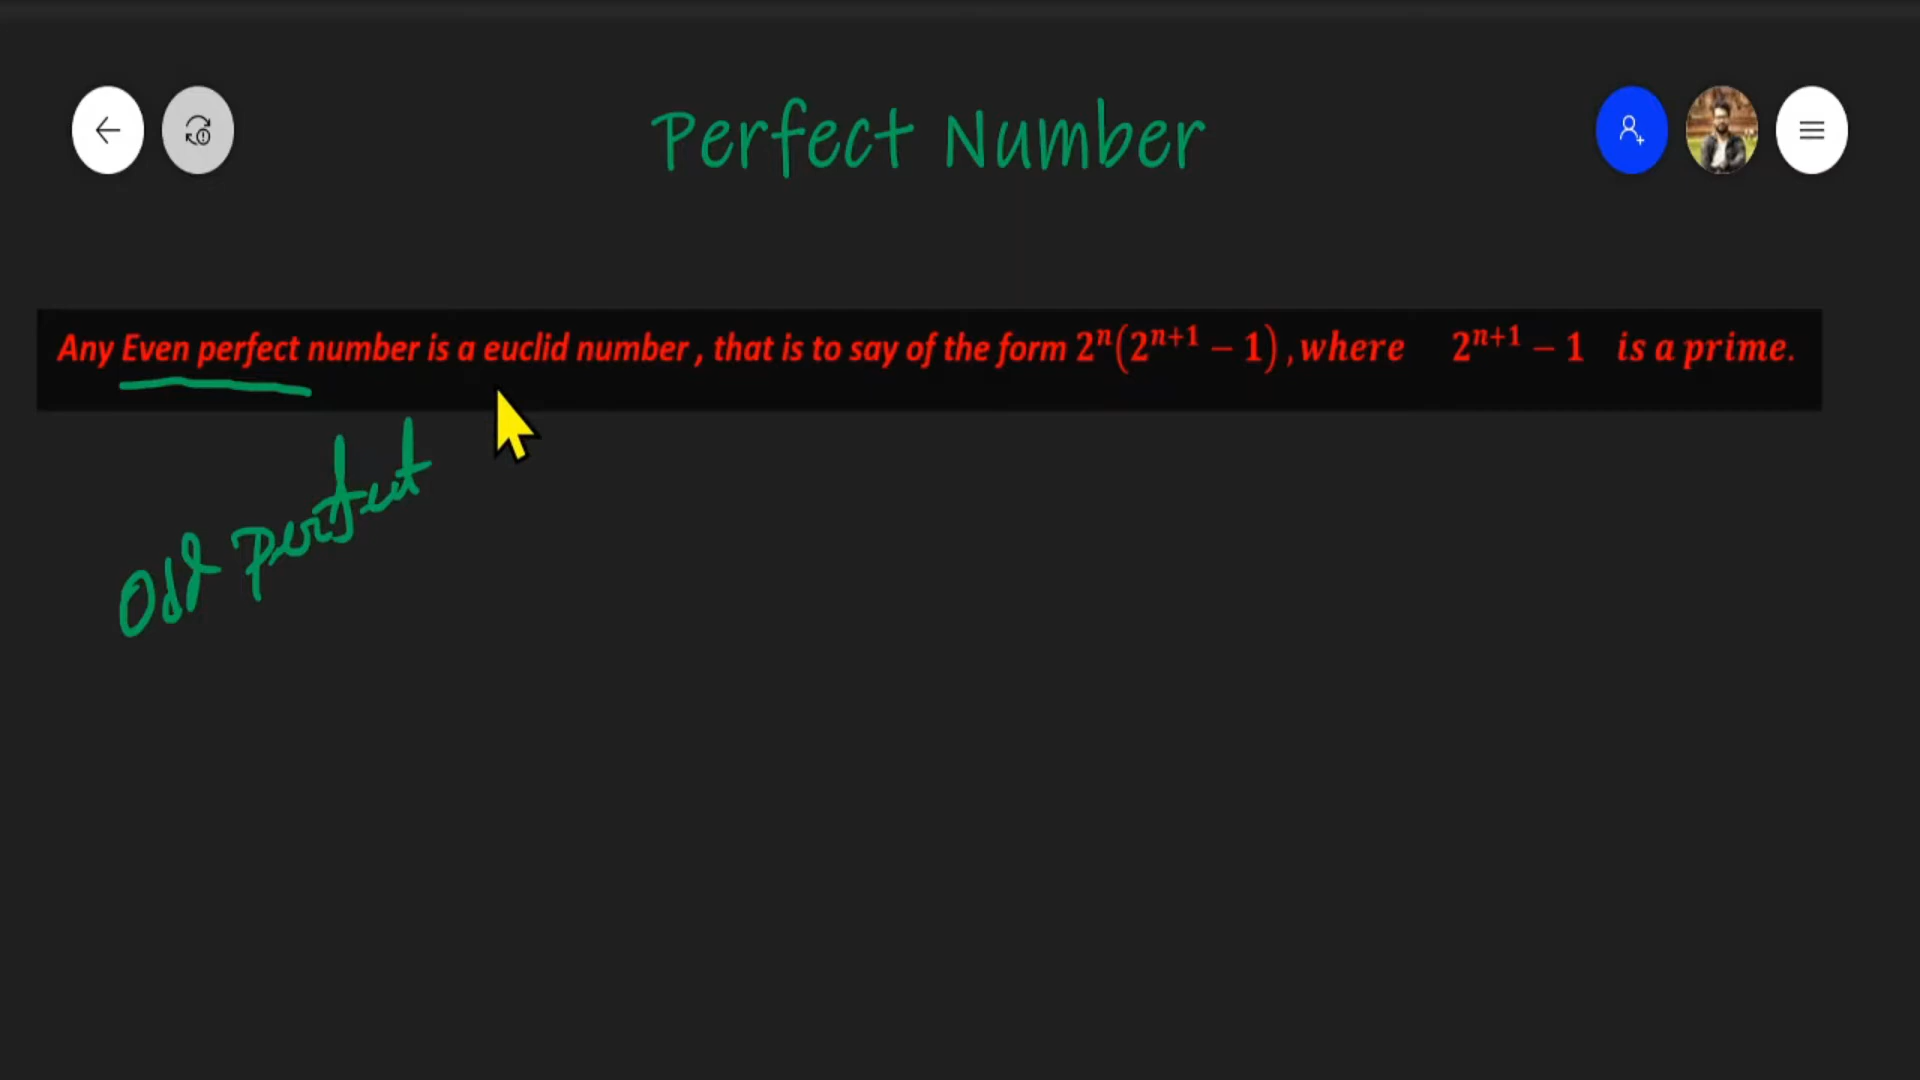 Perfect Number
Any Even perfect number is a euclid number , that is to say of the form 2ⁿ(2ⁿ⁺¹ − 1) , where 2ⁿ⁺¹ − 1 is a prime.
Odd perfect